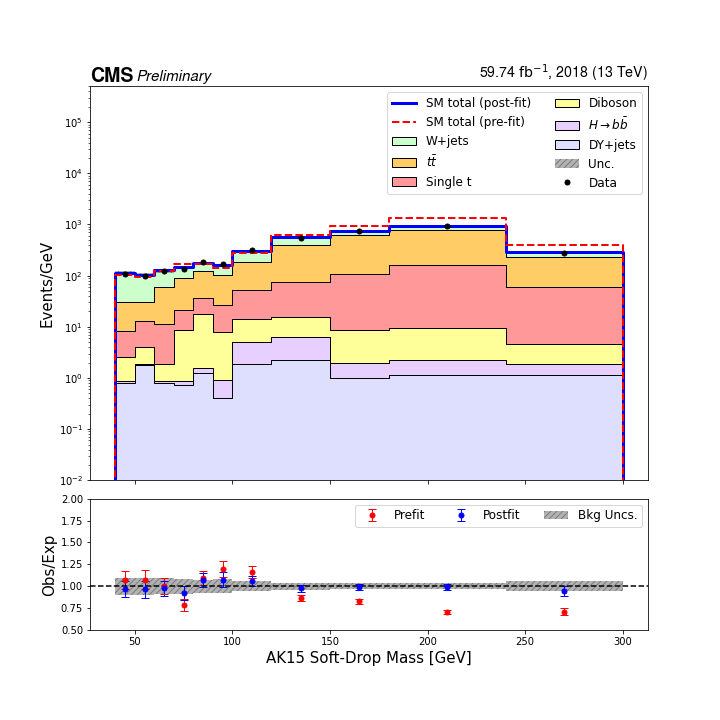 CMS Preliminary 59.74 fb⁻¹, 2018 (13 TeV)
SM total (post-fit)
SM total (pre-fit)
W+jets
tt̄
Single t
Diboson
H→bb̄
DY+jets
Unc.
Data
Events/GeV
10⁵
10⁴
10³
10²
10¹
10⁰
10⁻¹
10⁻²
Prefit Postfit Bkg Uncs.
Obs/Exp
2.00
1.75
1.50
1.25
1.00
0.75
0.50
50 100 150 200 250 300
AK15 Soft-Drop Mass [GeV]